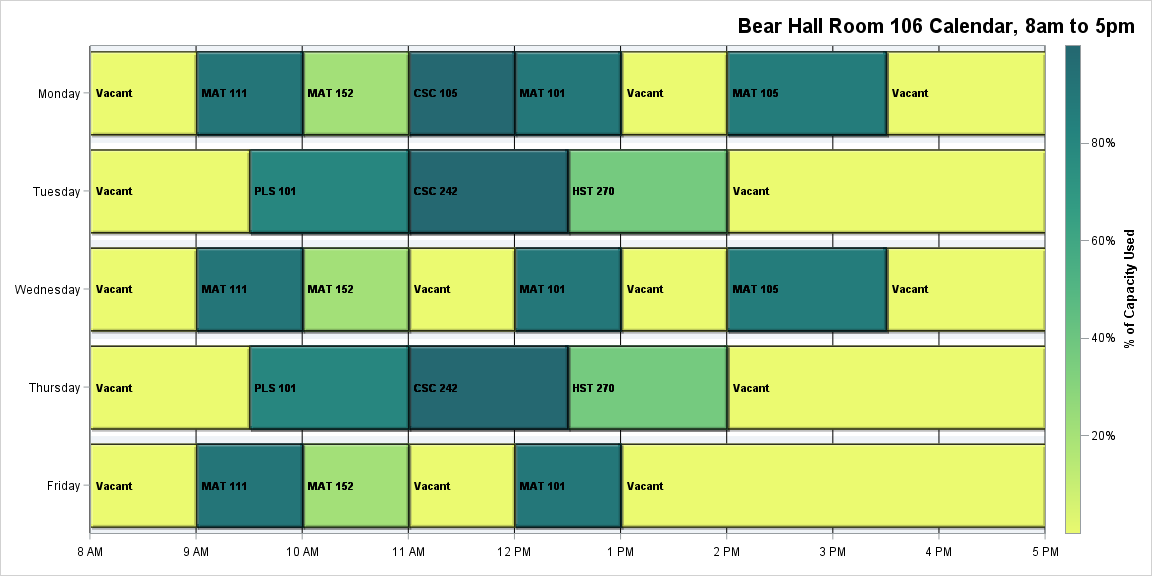 Bear Hall Room 106 Calendar, 8am to 5pm
Monday
Vacant
MAT 111
MAT 152
CSC 105
MAT 101
Vacant
MAT 105
Vacant
Tuesday
Vacant
PLS 101
CSC 242
HST 270
Vacant
Wednesday
Vacant
MAT 111
MAT 152
Vacant
MAT 101
Vacant
MAT 105
Vacant
Thursday
Vacant
PLS 101
CSC 242
HST 270
Vacant
Friday
Vacant
MAT 111
MAT 152
Vacant
MAT 101
Vacant
8 AM
9 AM
10 AM
11 AM
12 PM
1 PM
2 PM
3 PM
4 PM
5 PM
80%
60%
40%
20%
% of Capacity Used